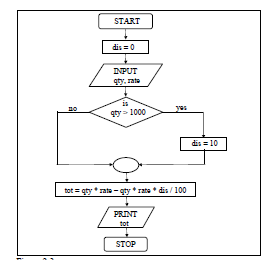 START
dis = 0
INPUT
qty, rate
is
no
yes
qty > 1000
dis = 10
tot = qty * rate – qty * rate * dis / 100
PRINT
tot
STOP